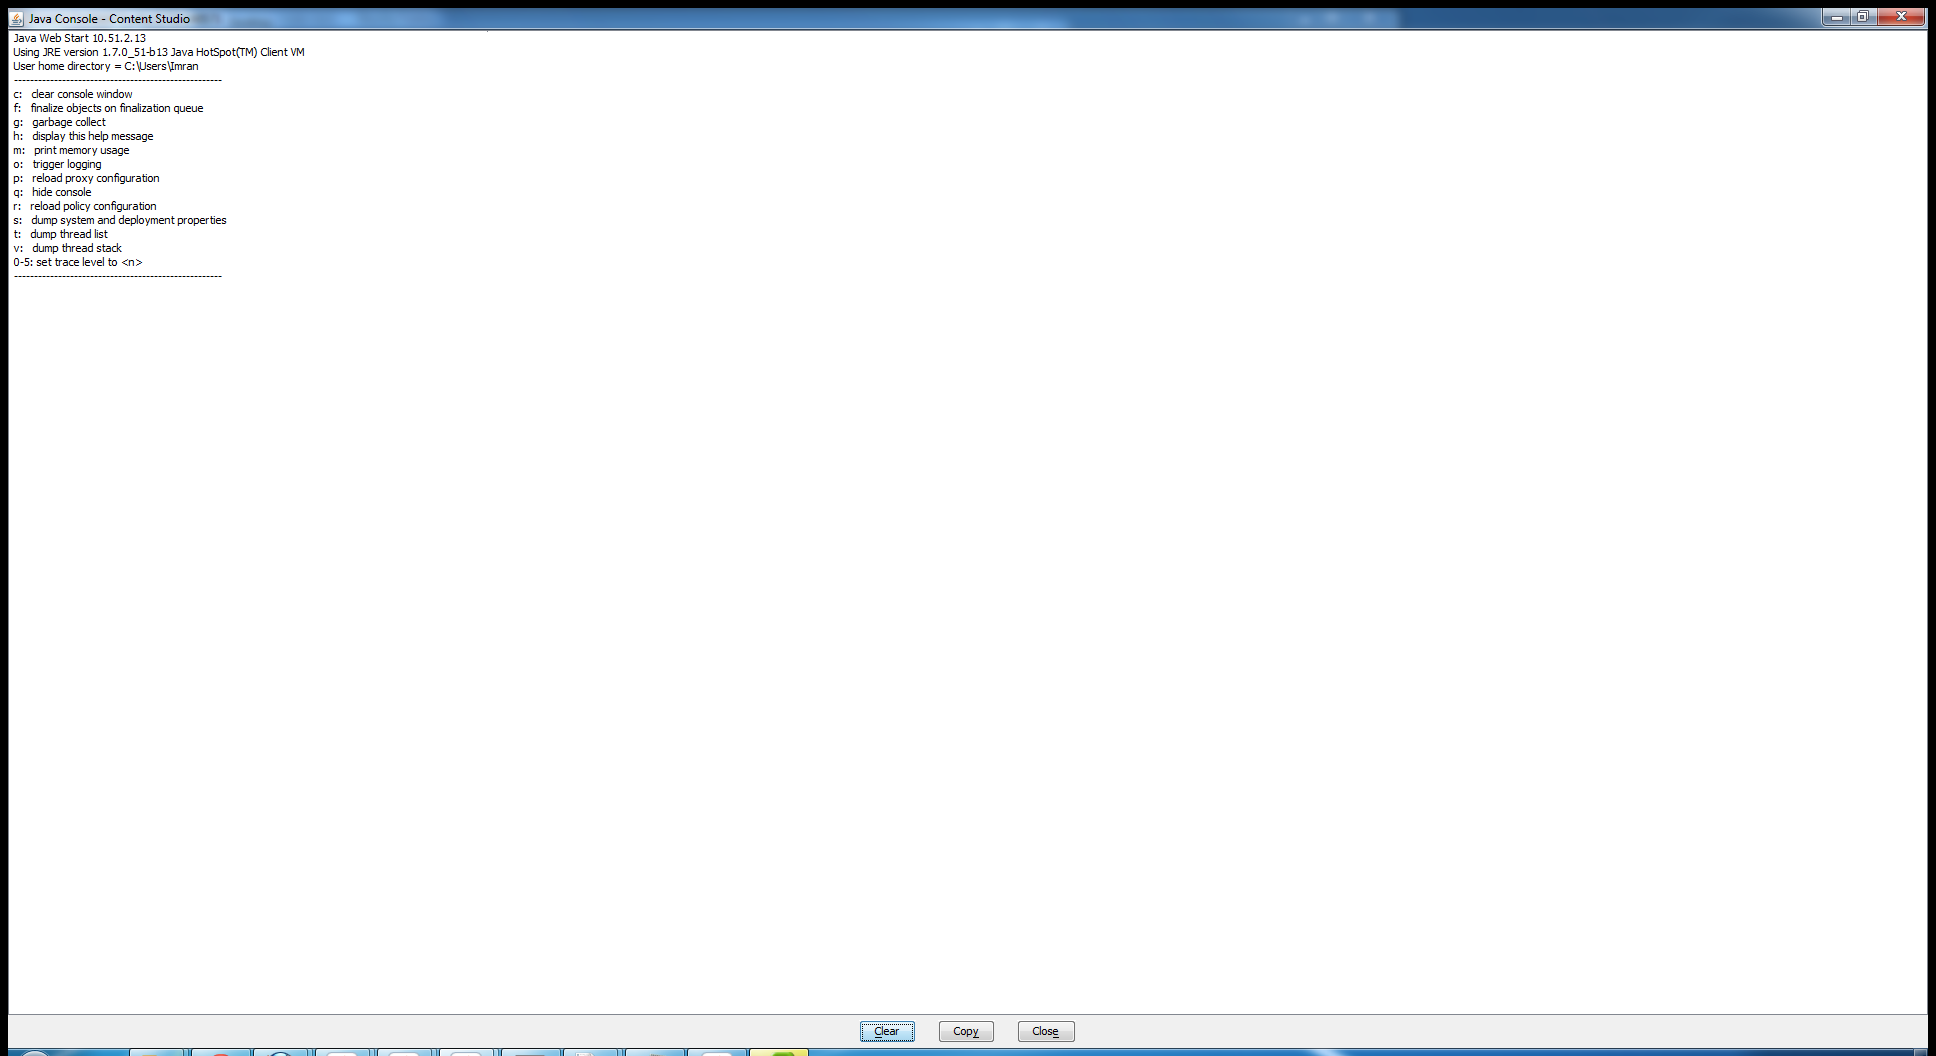 Java Console - Content Studio
Java Web Start 10.51.2.13
Using JRE version 1.7.0_51-b13 Java HotSpot(TM) Client VM
User home directory = C:\Users\Imran
----------------------------------------------------
c:   clear console window
f:   finalize objects on finalization queue
g:   garbage collect
h:   display this help message
m:   print memory usage
o:   trigger logging
p:   reload proxy configuration
q:   hide console
r:   reload policy configuration
s:   dump system and deployment properties
t:   dump thread list
v:   dump thread stack
0-5: set trace level to <n>
----------------------------------------------------
Clear
Copy
Close